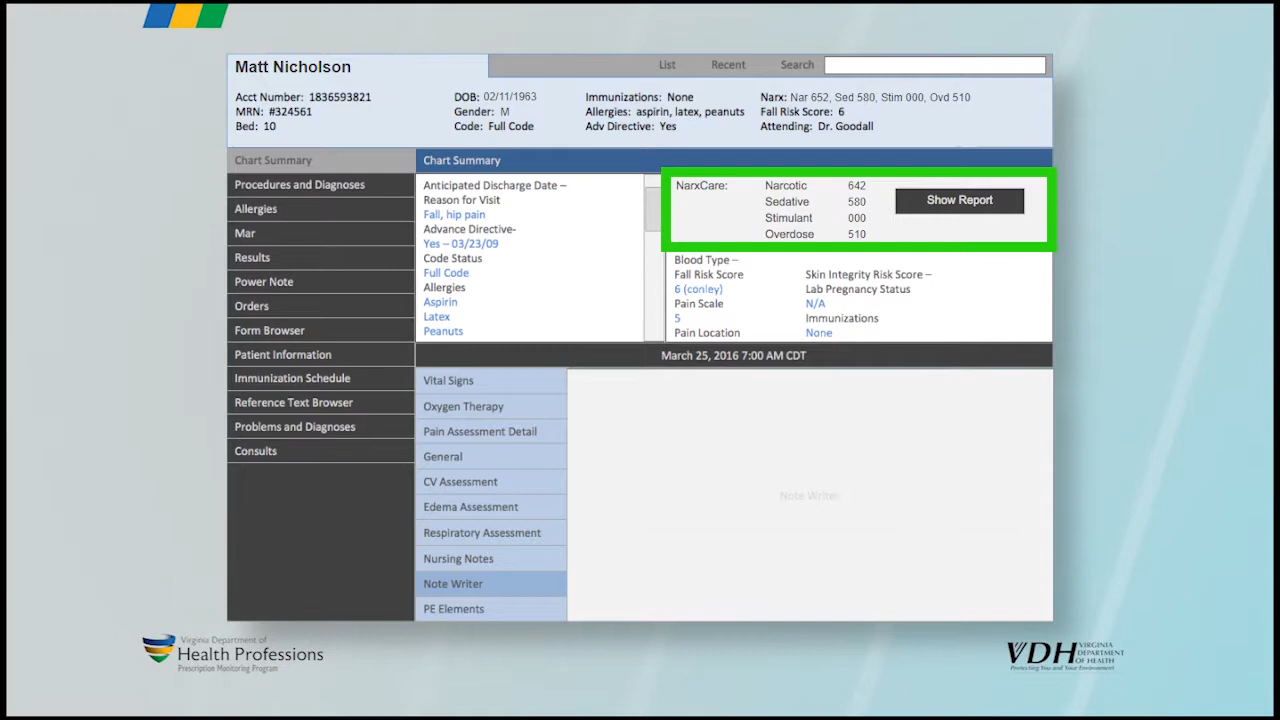 Matt Nicholson
List Recent Search
Acct Number: 1836593821
MRN: #324561
Bed: 10
DOB: 02/11/1963
Gender: M
Code: Full Code
Immunizations: None
Allergies: aspirin, latex, peanuts
Adv Directive: Yes
Narx: Nar 652, Sed 580, Stim 000, Ovd 510
Fall Risk Score: 6
Attending: Dr. Goodall
Chart Summary
Procedures and Diagnoses
Allergies
Mar
Results
Power Note
Orders
Form Browser
Patient Information
Immunization Schedule
Reference Text Browser
Problems and Diagnoses
Consults
Chart Summary
Anticipated Discharge Date –
Reason for Visit
Fall, hip pain
Advance Directive-
Yes – 03/23/09
Code Status
Full Code
Allergies
Aspirin
Latex
Peanuts
NarxCare: Narcotic 642
Sedative 580
Stimulant 000
Overdose 510
Show Report
Blood Type –
Fall Risk Score
6 (conley)
Pain Scale
5
Pain Location
Skin Integrity Risk Score –
Lab Pregnancy Status
N/A
Immunizations
None
March 25, 2016 7:00 AM CDT
Vital Signs
Oxygen Therapy
Pain Assessment Detail
General
CV Assessment
Edema Assessment
Respiratory Assessment
Nursing Notes
Note Writer
PE Elements
Note Writer
Virginia Department of
Health Professions
Prescription Monitoring Program
VDH VIRGINIA
DEPARTMENT
OF HEALTH
Protecting You and Your Environment